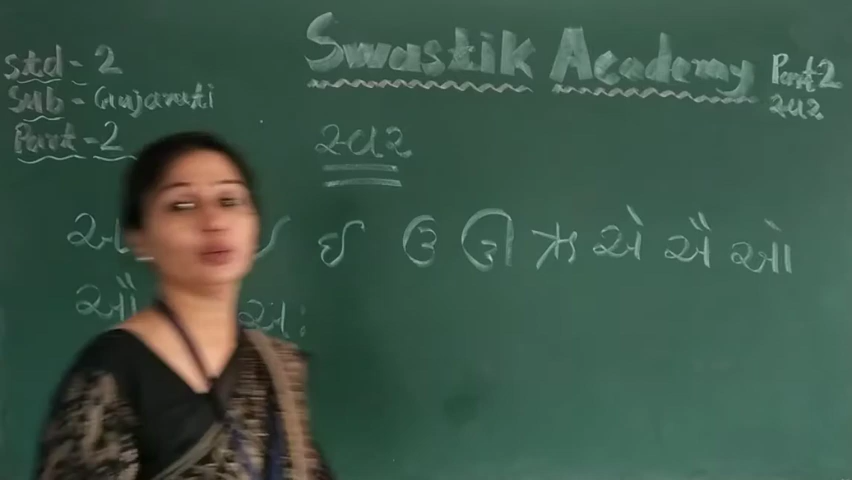 Swastik Academy
std - 2
Sub - Gujarati
Part - 2
Part 2
સ્વર
સ્વર
અ ઈ ઉ ઊ ઋ એ ઐ ઓ
ઔ અઃ